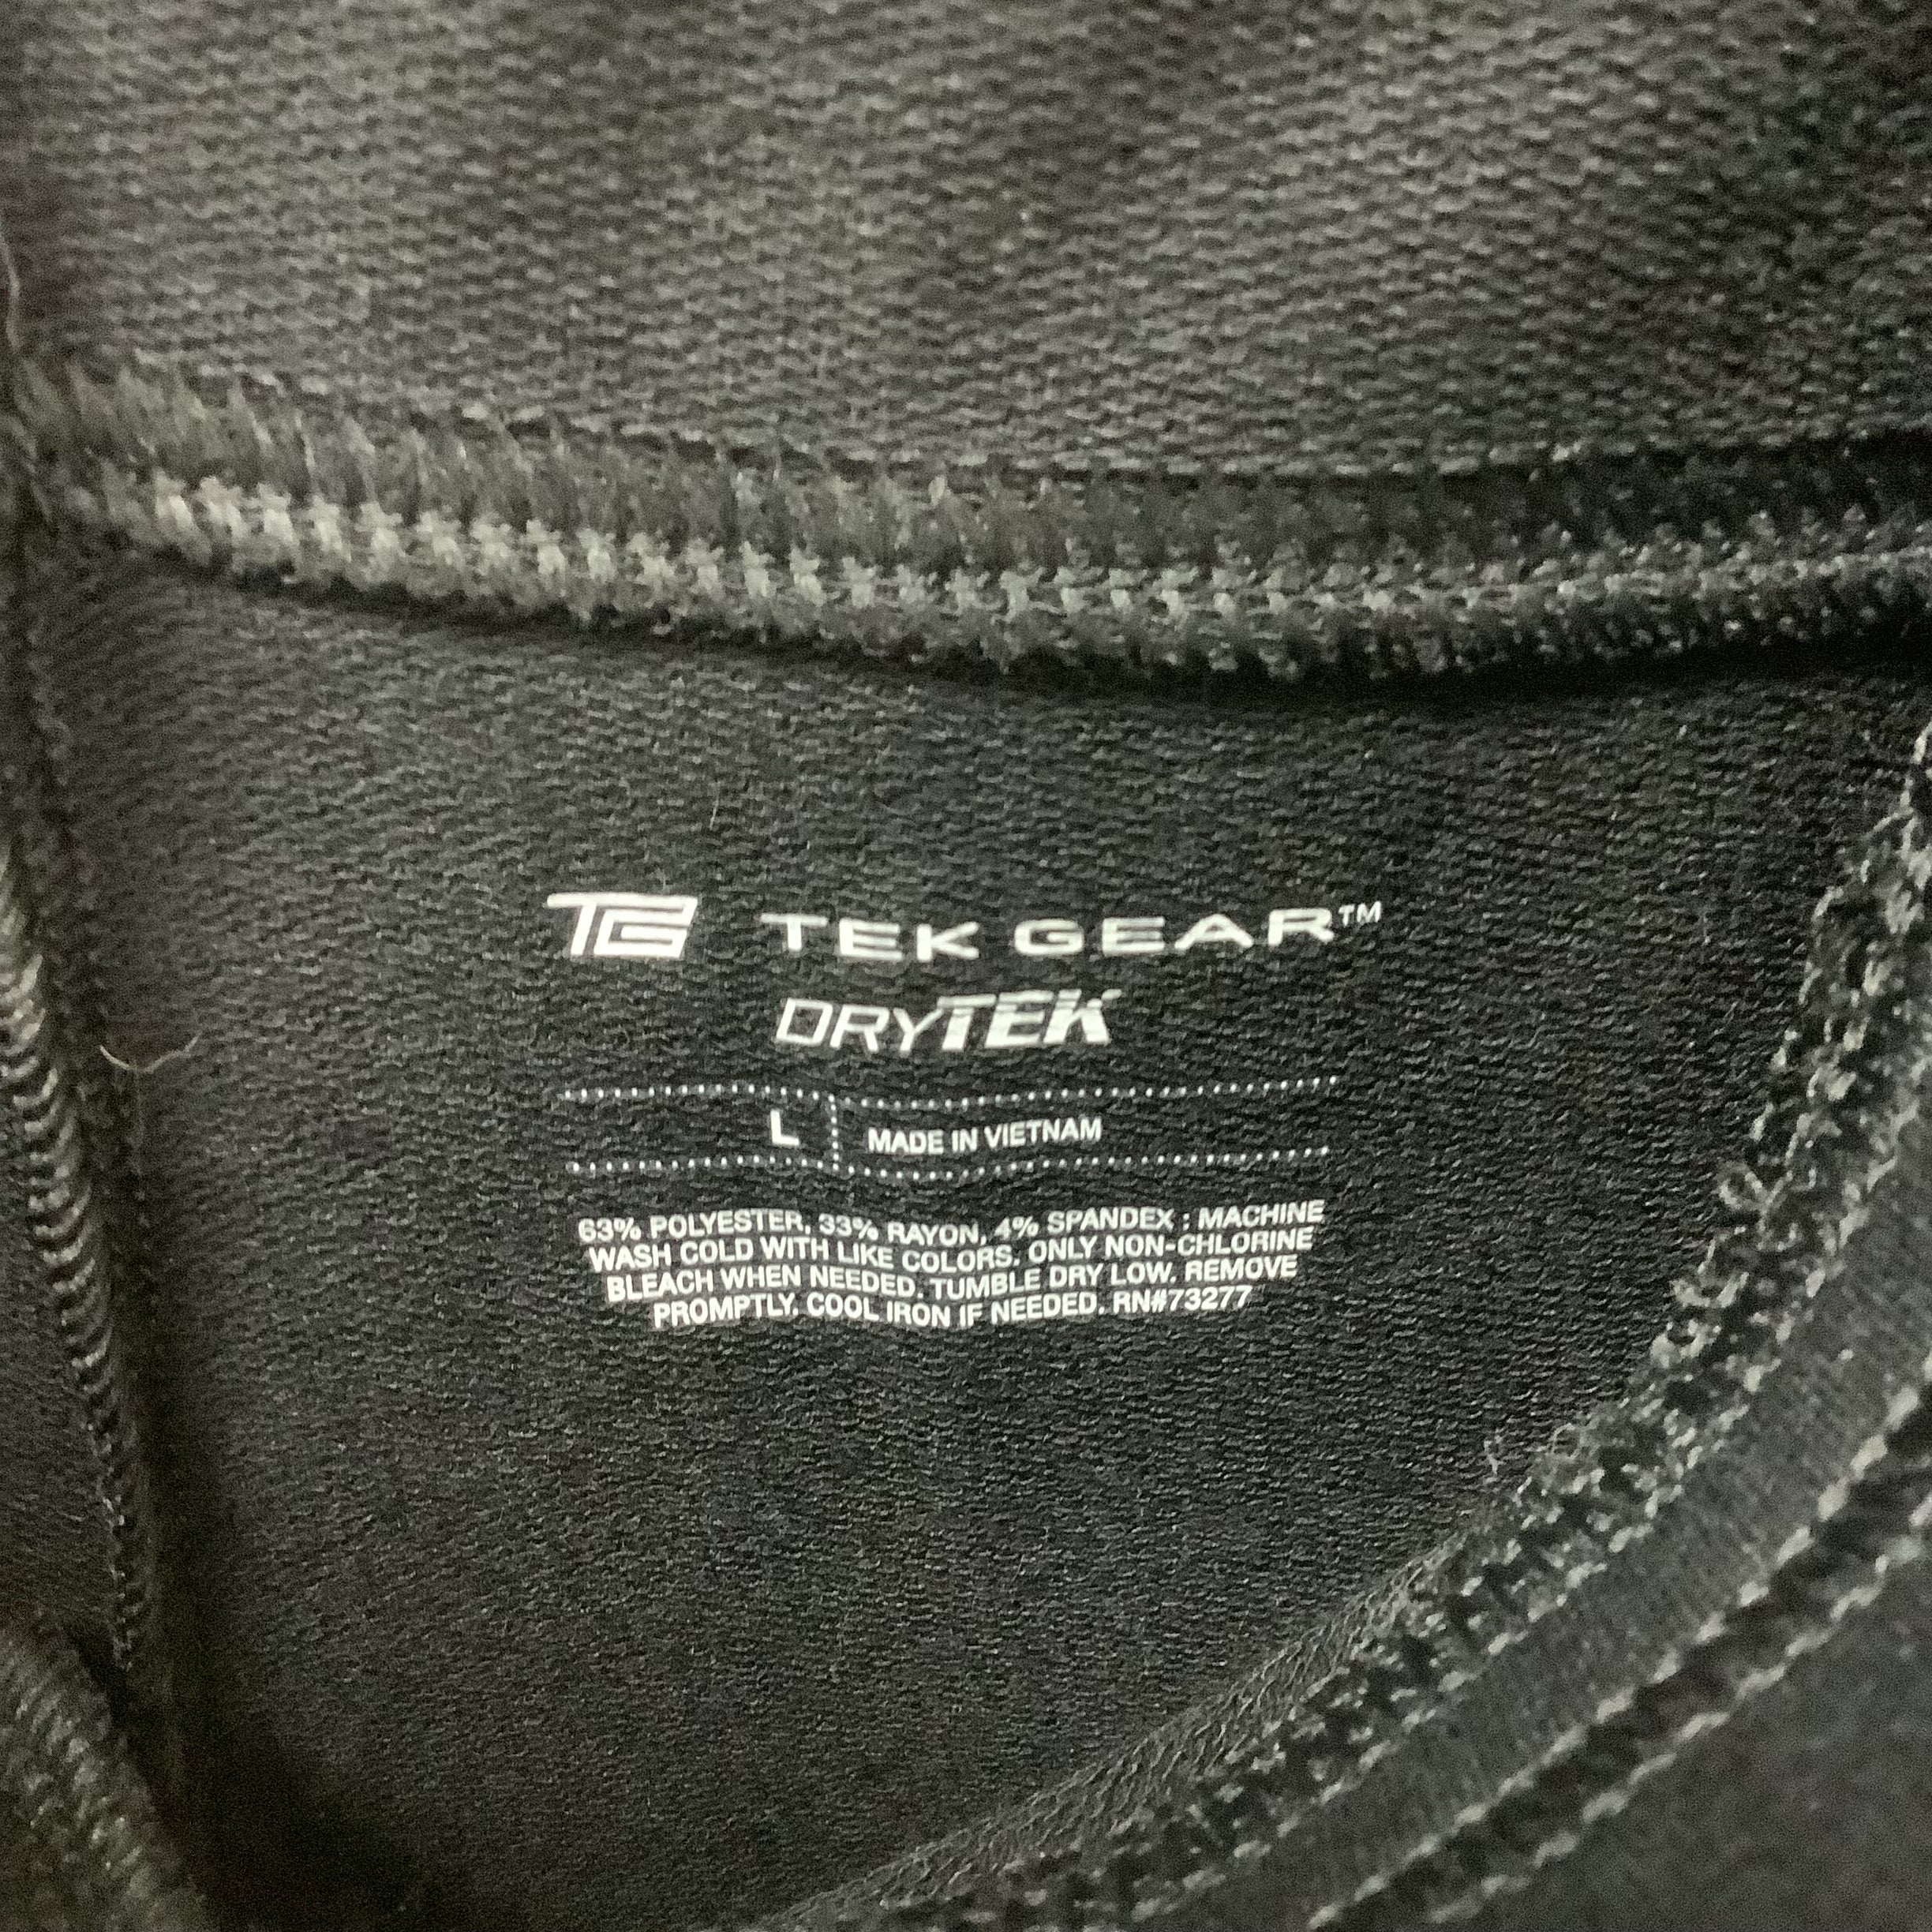 TG TEK GEAR™
DRYTEK
L MADE IN VIETNAM
63% POLYESTER, 33% RAYON, 4% SPANDEX : MACHINE
WASH COLD WITH LIKE COLORS. ONLY NON-CHLORINE
BLEACH WHEN NEEDED. TUMBLE DRY LOW. REMOVE
PROMPTLY. COOL IRON IF NEEDED. RN#73277